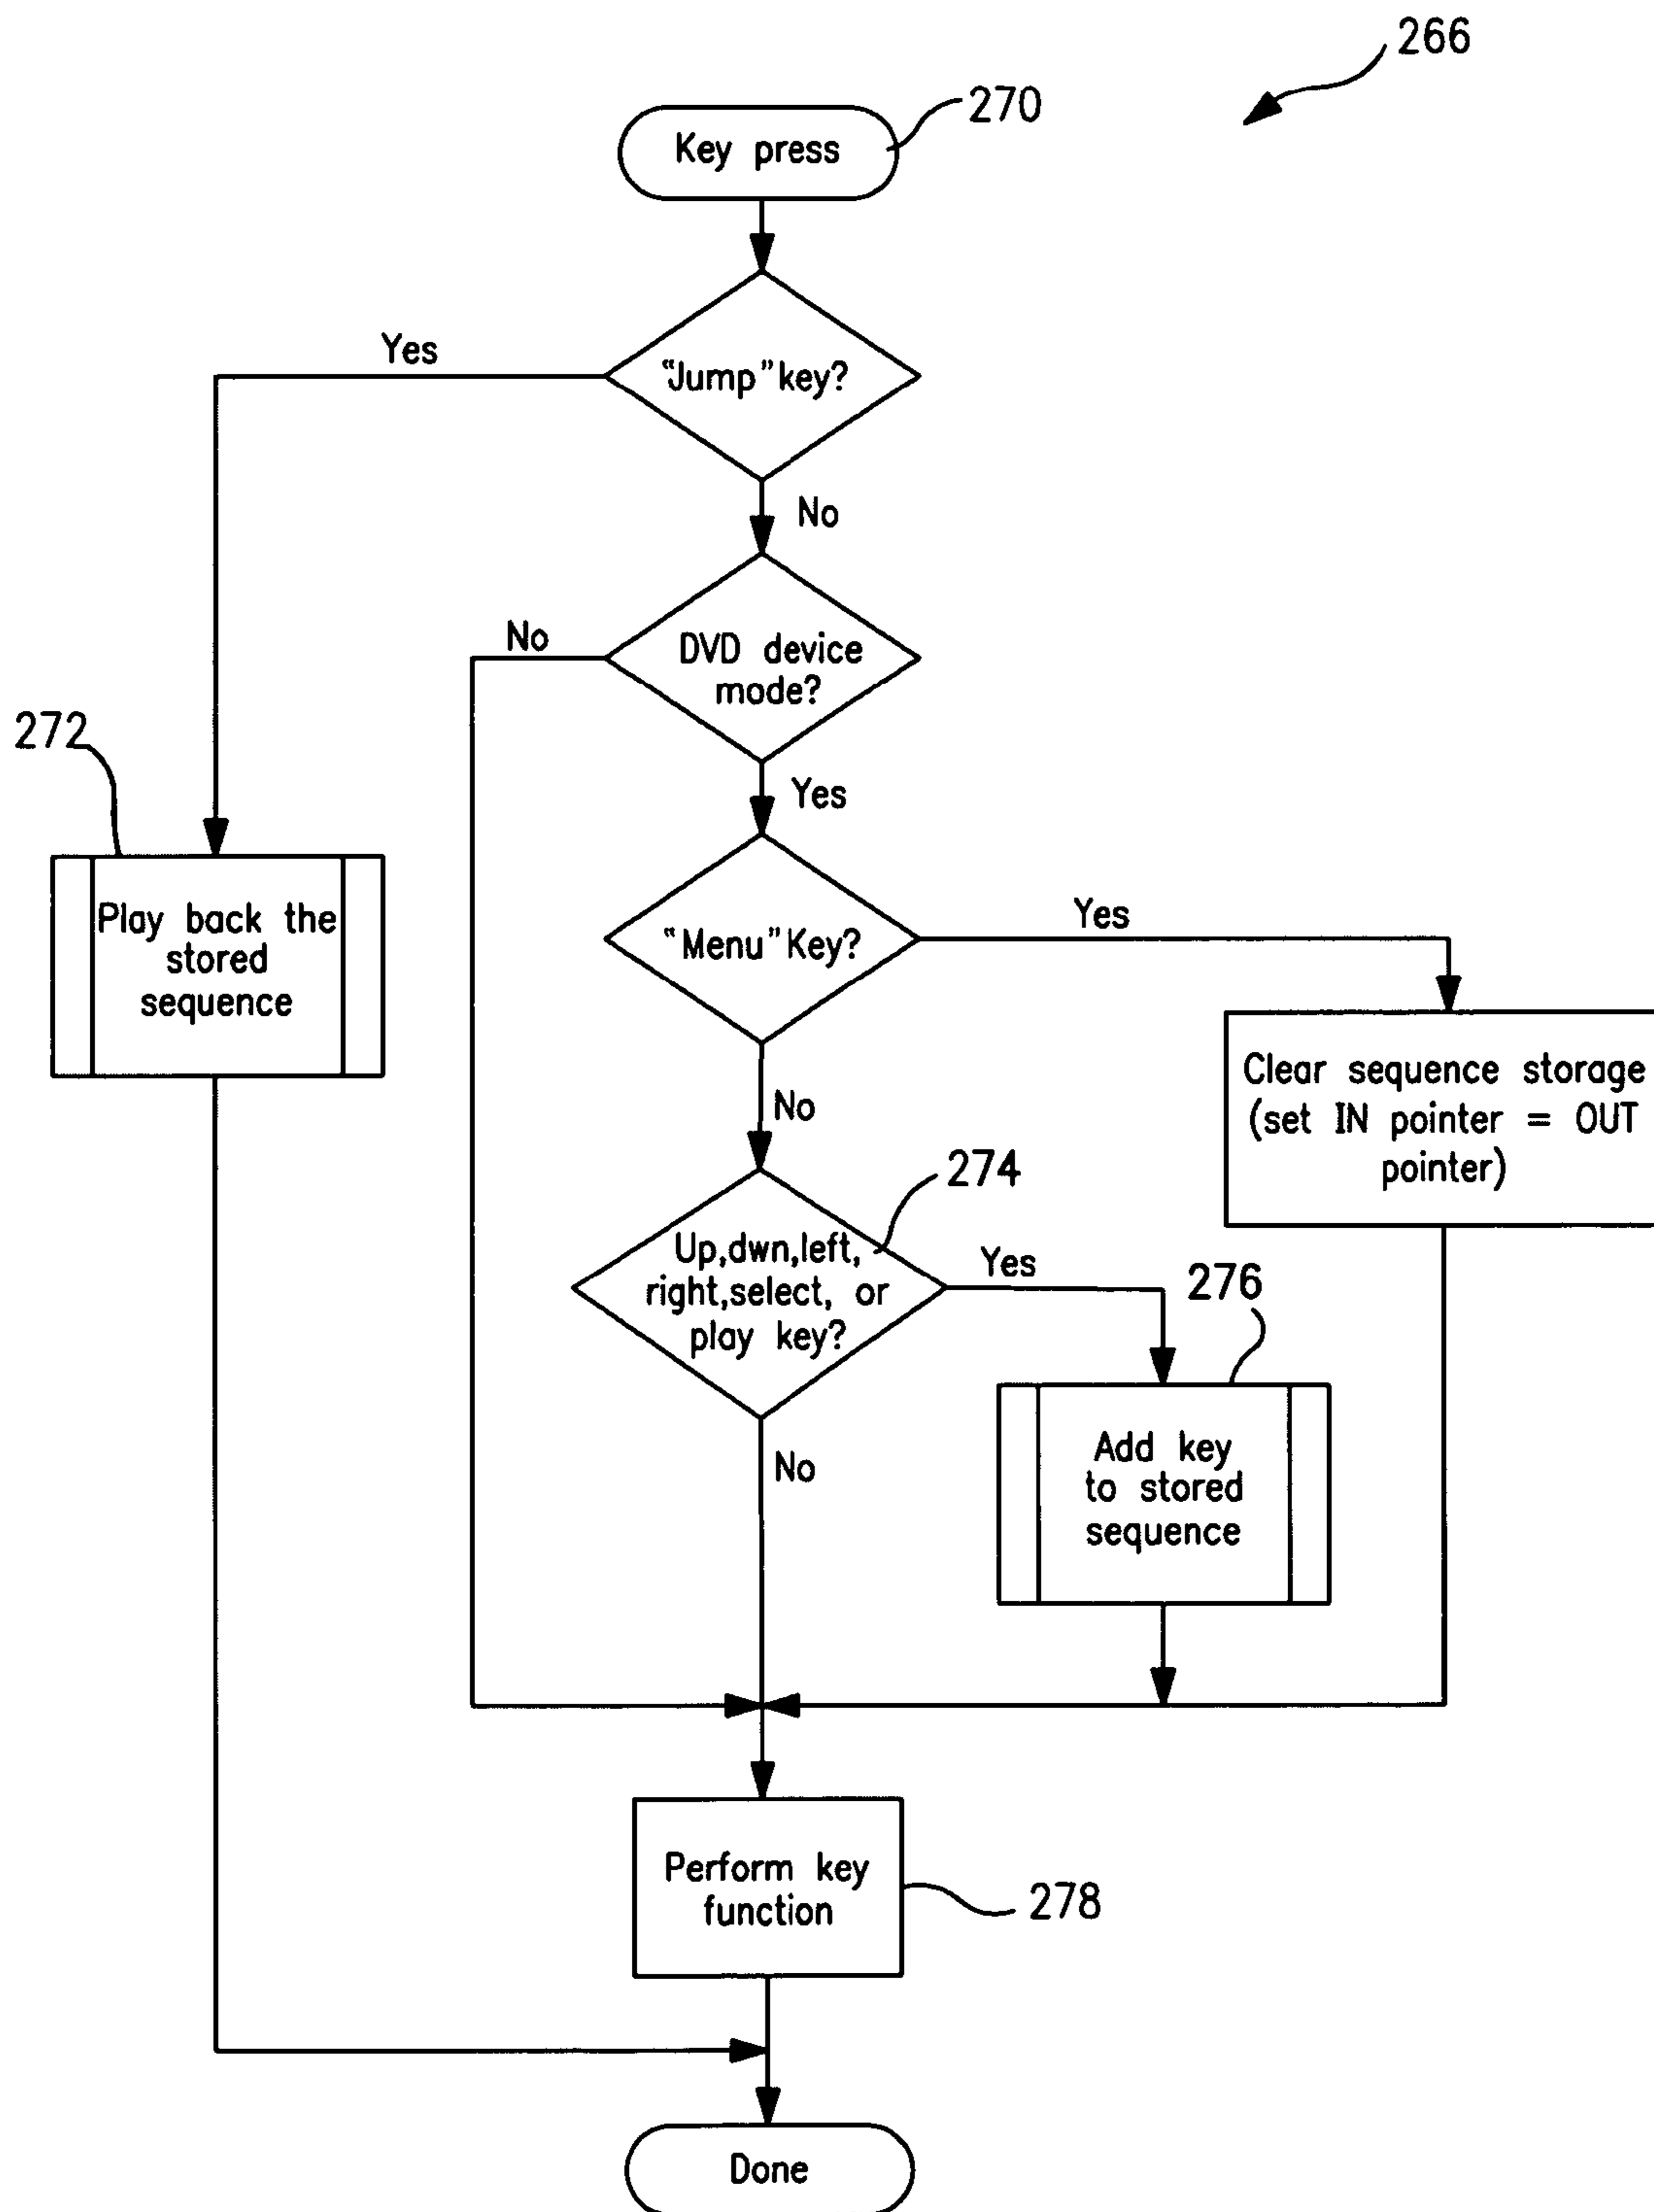 266
270
Key press
Yes
"Jump" key?
No
No
DVD device
mode?
272
Yes
Play back the
stored
sequence
"Menu" Key?
Yes
Clear sequence storage
(set IN pointer = OUT
pointer)
No
274
Up,dwn,left,
right,select, or
play key?
Yes
276
Add key
to stored
sequence
No
Perform key
function
278
Done